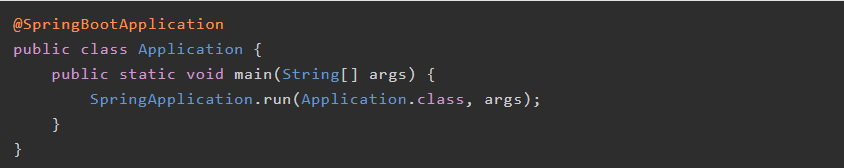 @SpringBootApplication
public class Application {
    public static void main(String[] args) {
        SpringApplication.run(Application.class, args);
    }
}